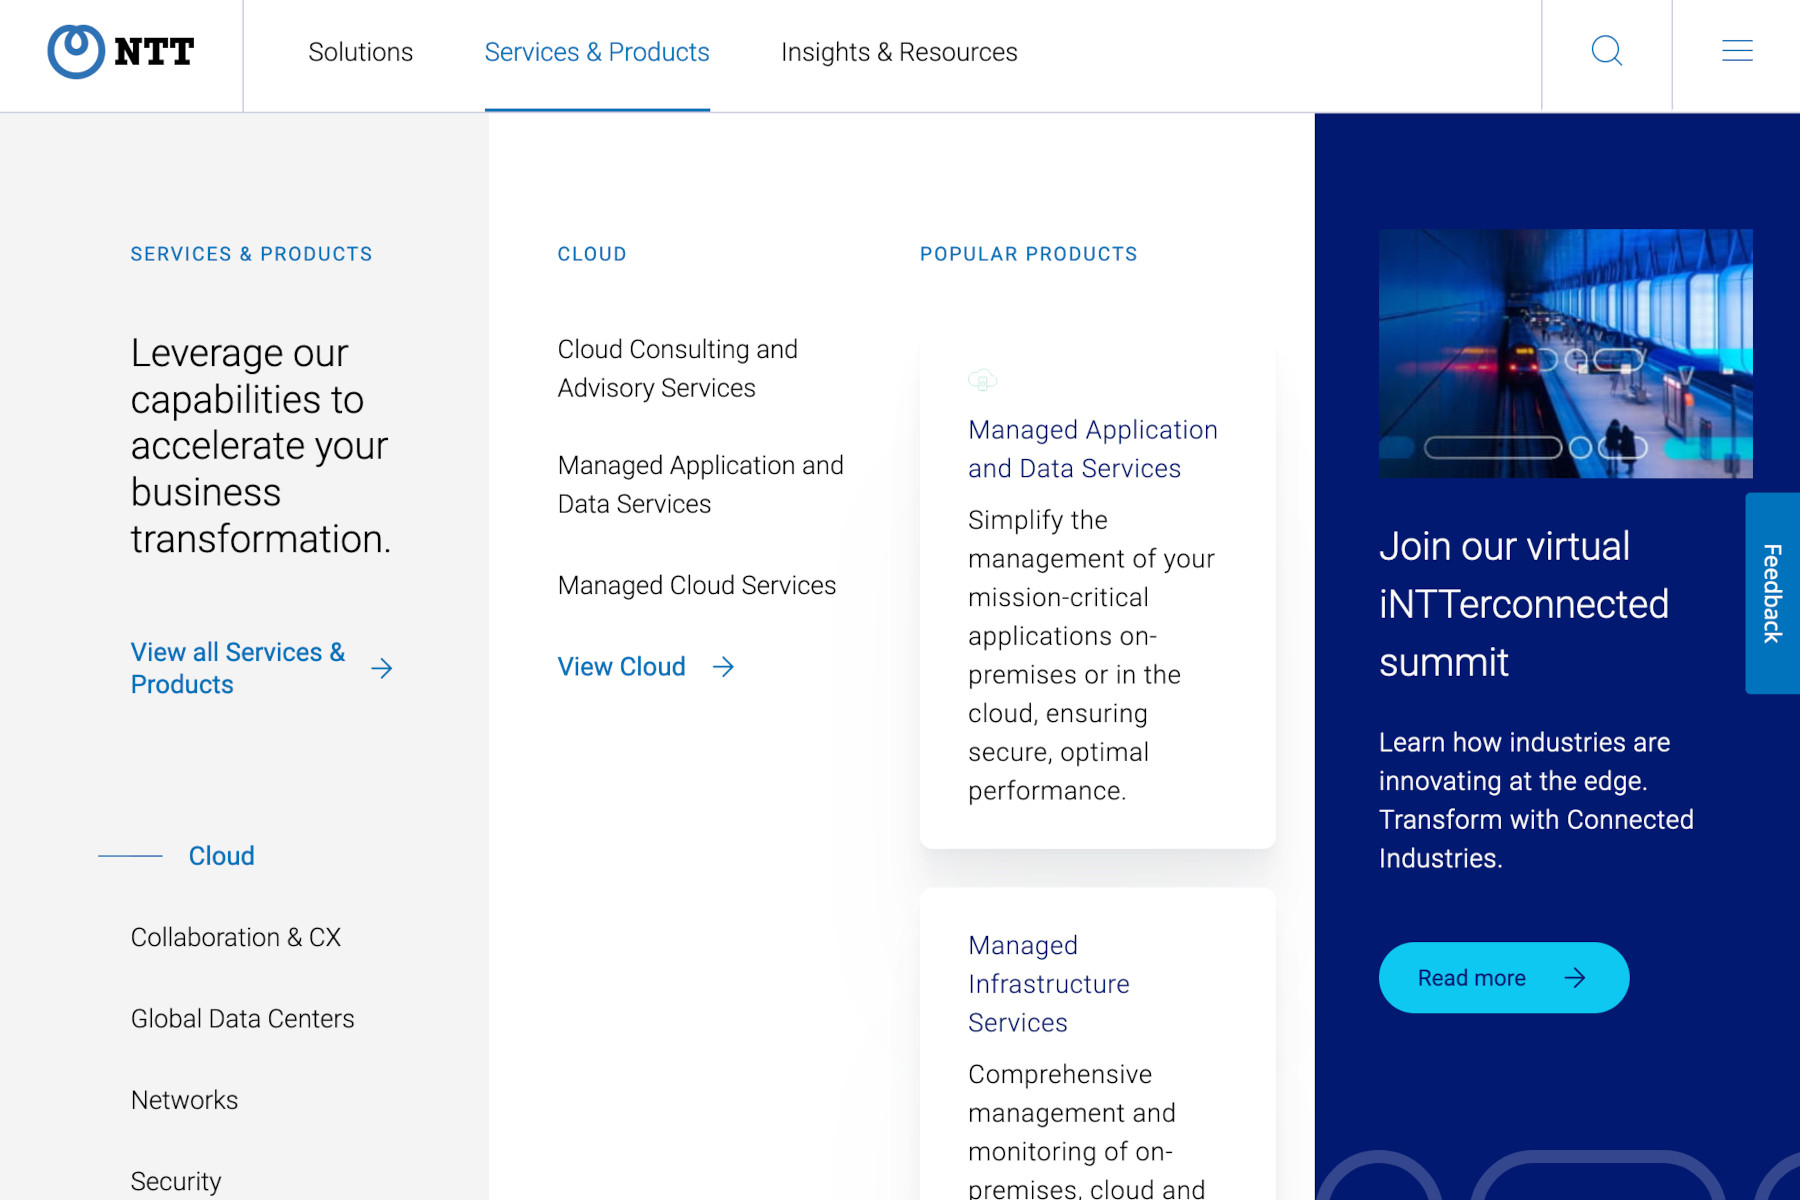 NTT
Solutions
Services & Products
Insights & Resources
SERVICES & PRODUCTS
Leverage our
capabilities to
accelerate your
business
transformation.
View all Services &
Products
Cloud
Collaboration & CX
Global Data Centers
Networks
Security
CLOUD
Cloud Consulting and
Advisory Services
Managed Application and
Data Services
Managed Cloud Services
View Cloud
POPULAR PRODUCTS
Managed Application
and Data Services
Simplify the
management of your
mission-critical
applications on-
premises or in the
cloud, ensuring
secure, optimal
performance.
Managed
Infrastructure
Services
Comprehensive
management and
monitoring of on-
premises, cloud and
Join our virtual
iNTTerconnected
summit
Learn how industries are
innovating at the edge.
Transform with Connected
Industries.
Read more
Feedback